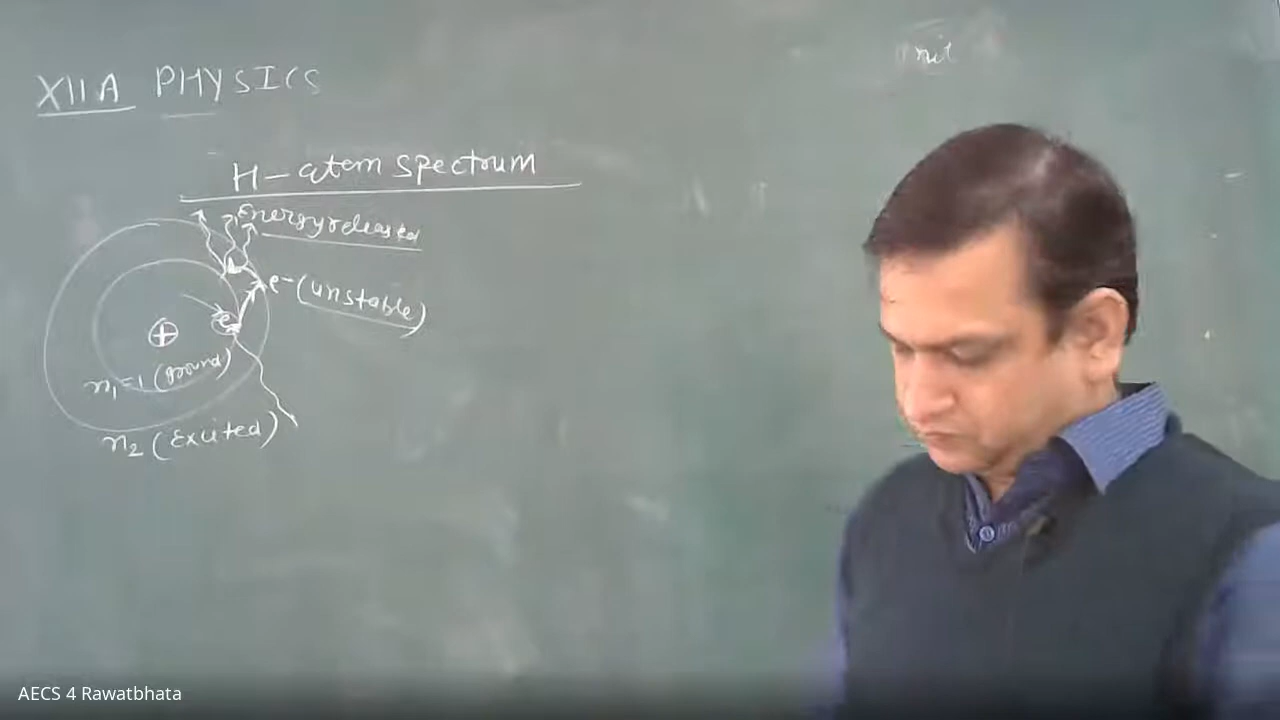 XII A PHYSICS
H-atom spectrum
Energy released
e- (unstable)
e-
+
n1=1 (ground)
n2 (Excited)
AECS 4 Rawatbhata